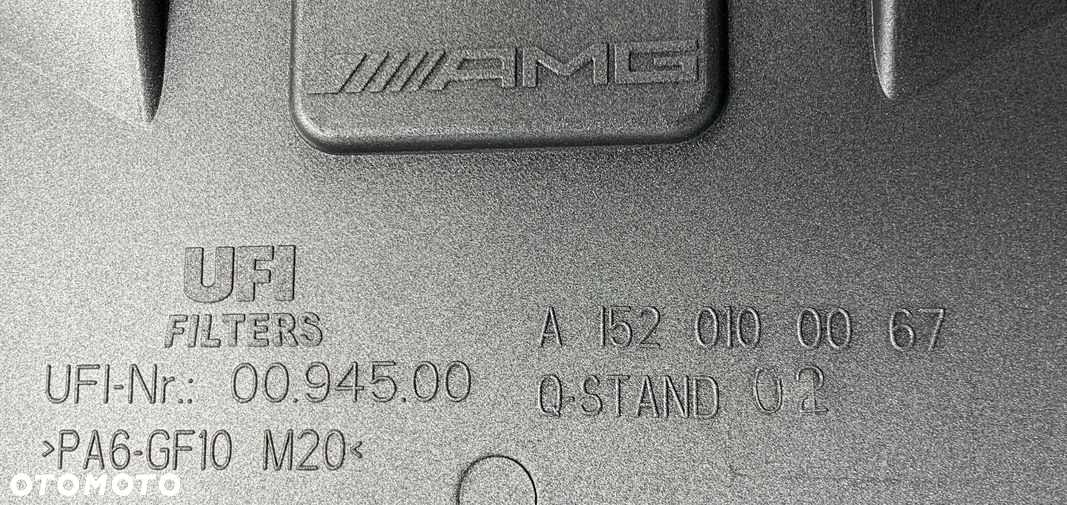 AMG
UFI
FILTERS
UFI-Nr.: 00.945.00
>PA6-GF10 M20<
A 152 010 00 67
Q-STAND 02
OTOMOTO